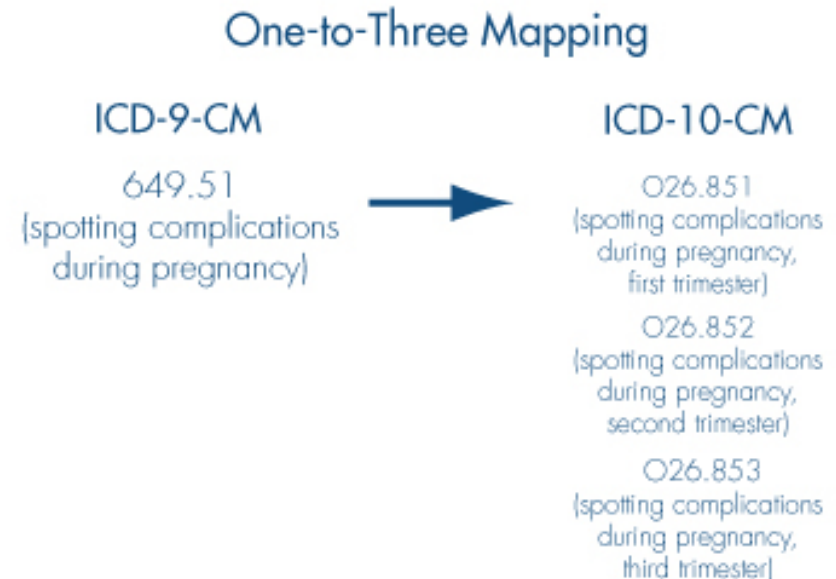 One-to-Three Mapping
ICD-9-CM
649.51
(spotting complications
during pregnancy)
ICD-10-CM
O26.851
(spotting complications
during pregnancy,
first trimester)
O26.852
(spotting complications
during pregnancy,
second trimester)
O26.853
(spotting complications
during pregnancy,
third trimester)